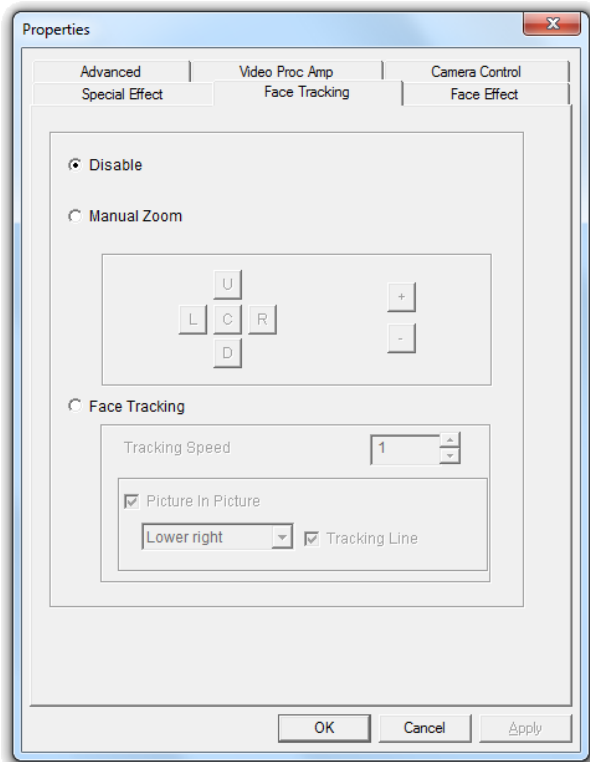 Properties
Advanced Video Proc Amp Camera Control
Special Effect Face Tracking Face Effect
Disable
Manual Zoom
U
+
L C R
-
D
Face Tracking
Tracking Speed 1
Picture In Picture
Lower right Tracking Line
OK Cancel Apply